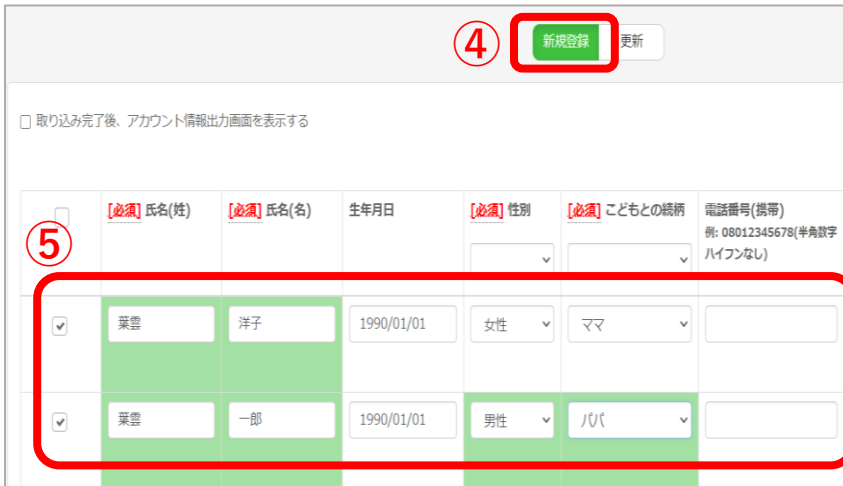 ④ 新規登録 更新
取り込み完了後、アカウント情報出力画面を表示する
[必須] 氏名(姓) [必須] 氏名(名) 生年月日 [必須] 性別 [必須] こどもとの続柄 電話番号(携帯)
例: 08012345678(半角数字
ハイフンなし)
⑤
葉雲 洋子 1990/01/01 女性 ママ
葉雲 一郎 1990/01/01 男性 パパ